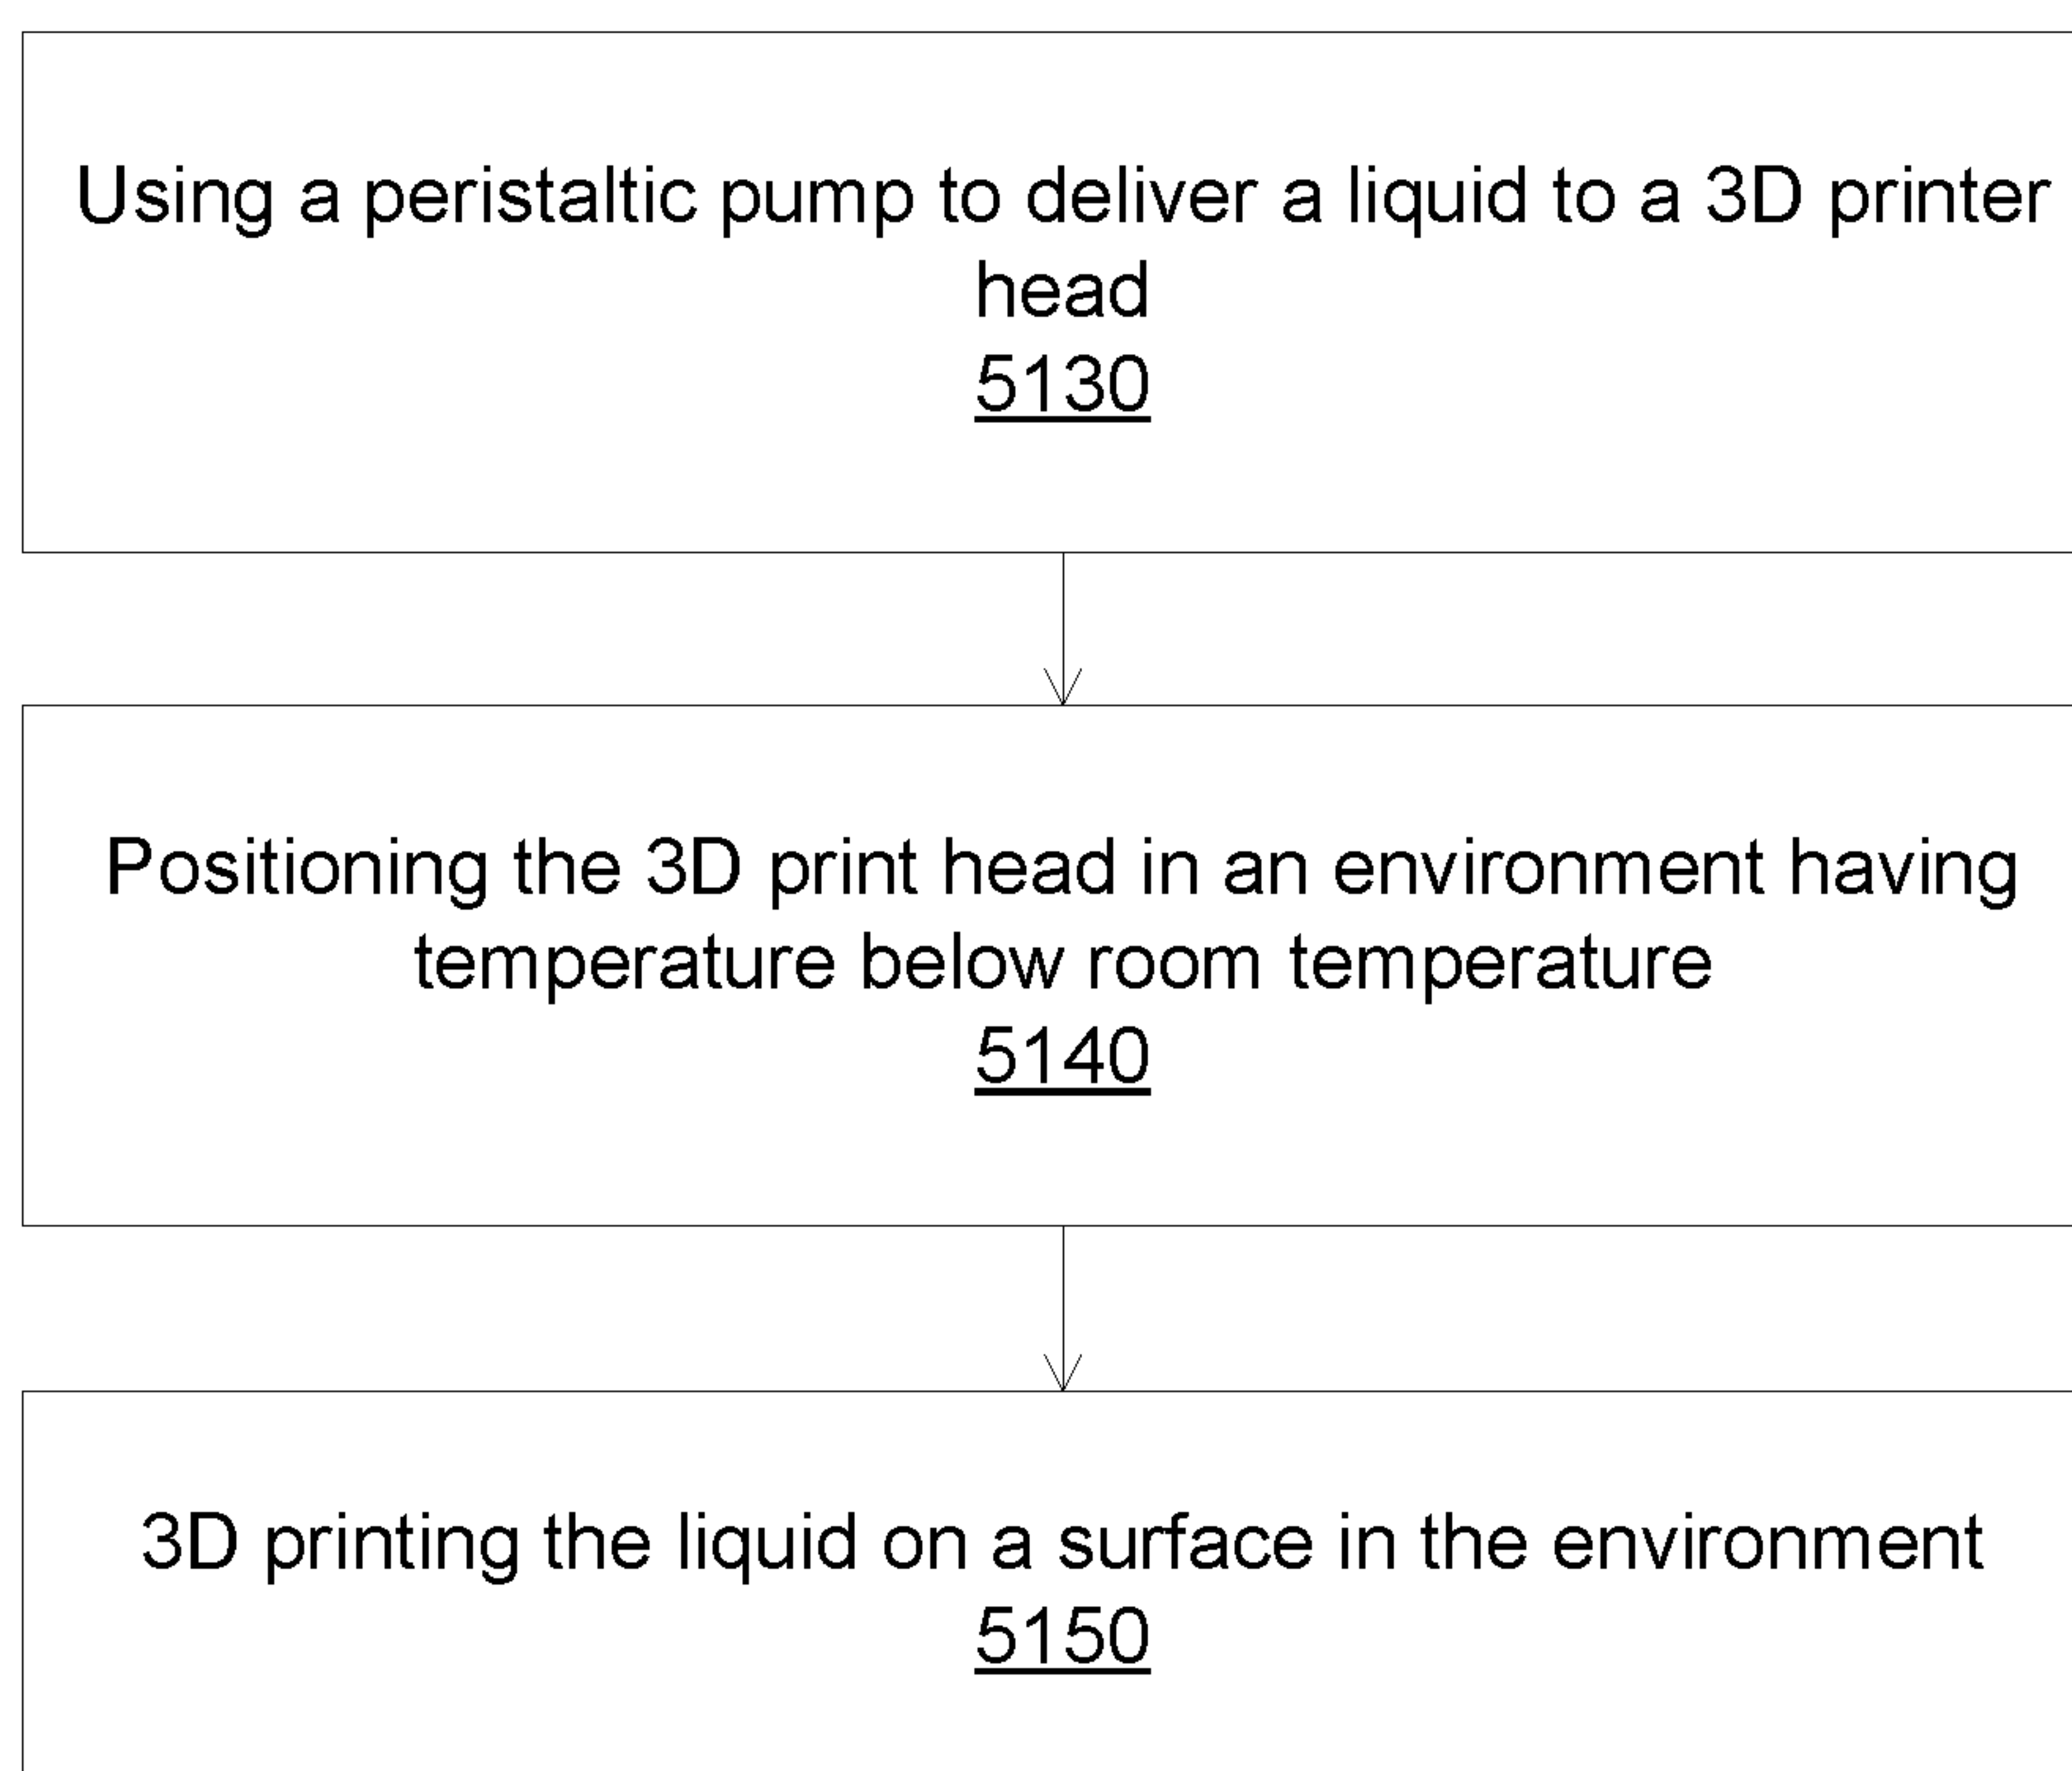 Using a peristaltic pump to deliver a liquid to a 3D printer
head
5130
Positioning the 3D print head in an environment having
temperature below room temperature
5140
3D printing the liquid on a surface in the environment
5150